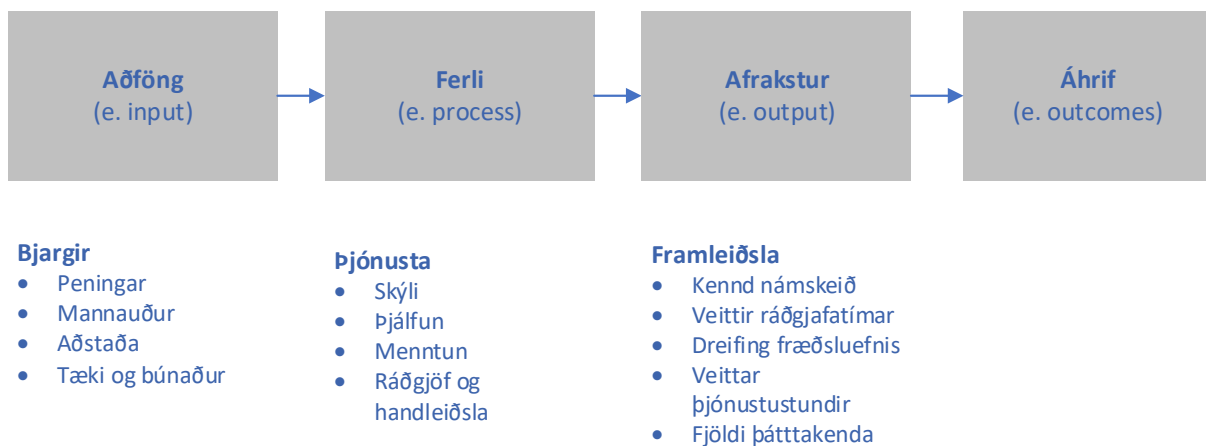 Aðföng
(e. input)
Ferli
(e. process)
Afrakstur
(e. output)
Áhrif
(e. outcomes)
Bjargir
• Peningar
• Mannauður
• Aðstaða
• Tæki og búnaður
Þjónusta
• Skýli
• Þjálfun
• Menntun
• Ráðgjöf og
handleiðsla
Framleiðsla
• Kennd námskeið
• Veittir ráðgjafatímar
• Dreifing fræðsluefnis
• Veittar
þjónustustundir
• Fjöldi þátttakenda